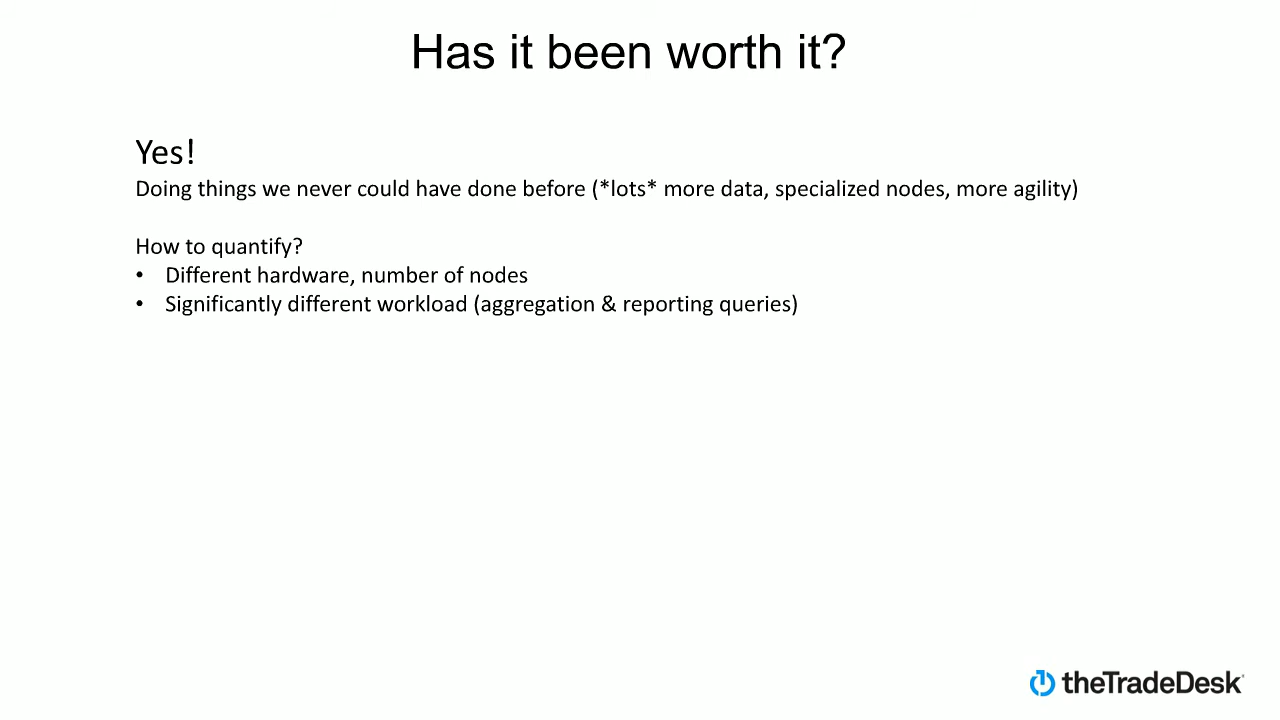 Has it been worth it?
Yes!
Doing things we never could have done before (*lots* more data, specialized nodes, more agility)
How to quantify?
• Different hardware, number of nodes
• Significantly different workload (aggregation & reporting queries)
theTradeDesk